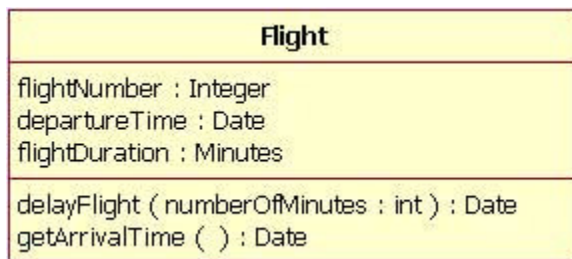 Flight
flightNumber : Integer
departureTime : Date
flightDuration : Minutes
delayFlight ( numberOfMinutes : int ) : Date
getArrivalTime ( ) : Date